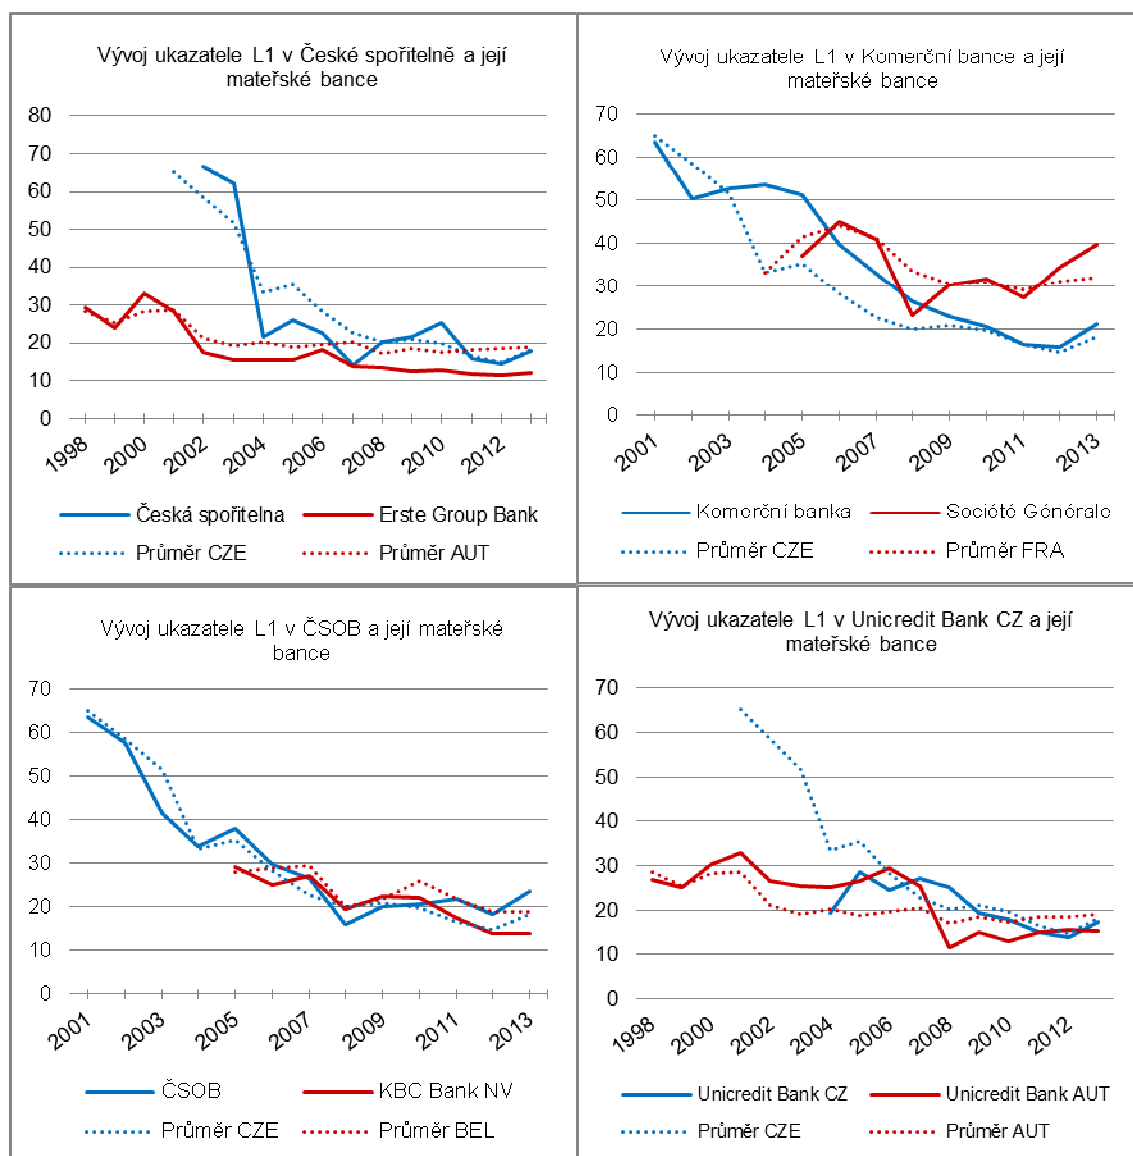 Vývoj ukazatele L1 v České spořitelně a její
mateřské bance
80
70
60
50
40
30
20
10
0
1998 2000 2002 2004 2006 2008 2010 2012
Česká spořitelna Erste Group Bank
Průměr CZE Průměr AUT
Vývoj ukazatele L1 v Komerční bance a její
mateřské bance
70
60
50
40
30
20
10
0
2001 2003 2005 2007 2009 2011 2013
Komerční banka Société Générale
Průměr CZE Průměr FRA
Vývoj ukazatele L1 v ČSOB a její mateřské
bance
70
60
50
40
30
20
10
0
2001 2003 2005 2007 2009 2011 2013
ČSOB KBC Bank NV
Průměr CZE Průměr BEL
Vývoj ukazatele L1 v Unicredit Bank CZ a její
mateřské bance
70
60
50
40
30
20
10
0
1998 2000 2002 2004 2006 2008 2010 2012
Unicredit Bank CZ Unicredit Bank AUT
Průměr CZE Průměr AUT